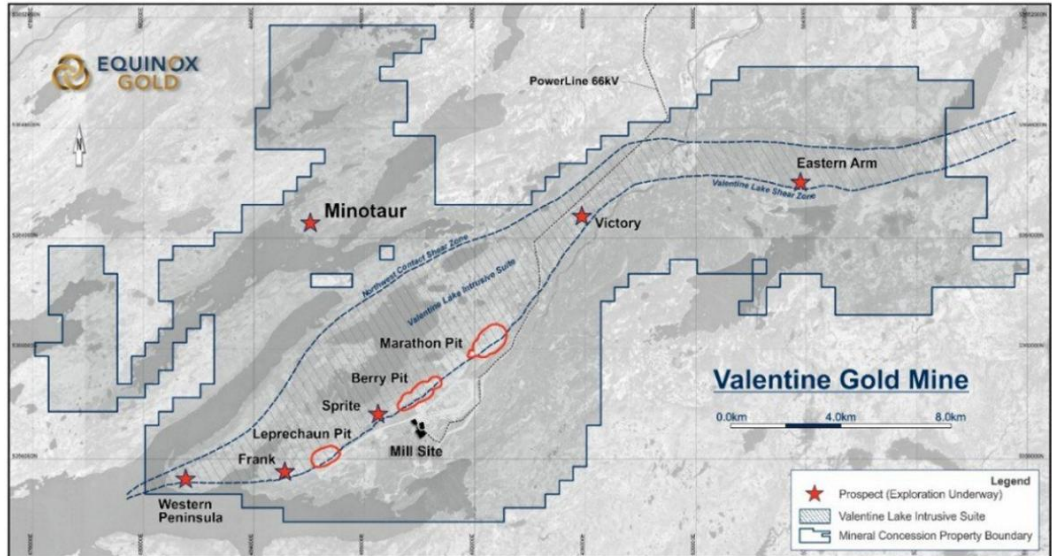 EQUINOX
GOLD
PowerLine 66kV
N
Eastern Arm
Valentine Lake Shear Zone
Minotaur
Victory
Northwest Contact Shear Zone
Valentine Lake Intrusive Suite
Marathon Pit
Berry Pit
Valentine Gold Mine
Sprite
0.0km 4.0km 8.0km
Leprechaun Pit
Mill Site
Frank
Western
Peninsula
Legend
Prospect (Exploration Underway)
Valentine Lake Intrusive Suite
Mineral Concession Property Boundary